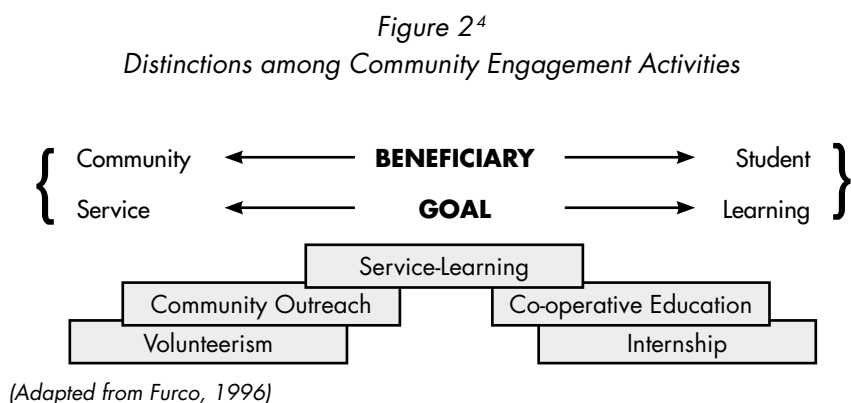 Figure 2⁴
Distinctions among Community Engagement Activities
Community BENEFICIARY Student
Service GOAL Learning
Service-Learning
Community Outreach Co-operative Education
Volunteerism Internship
(Adapted from Furco, 1996)